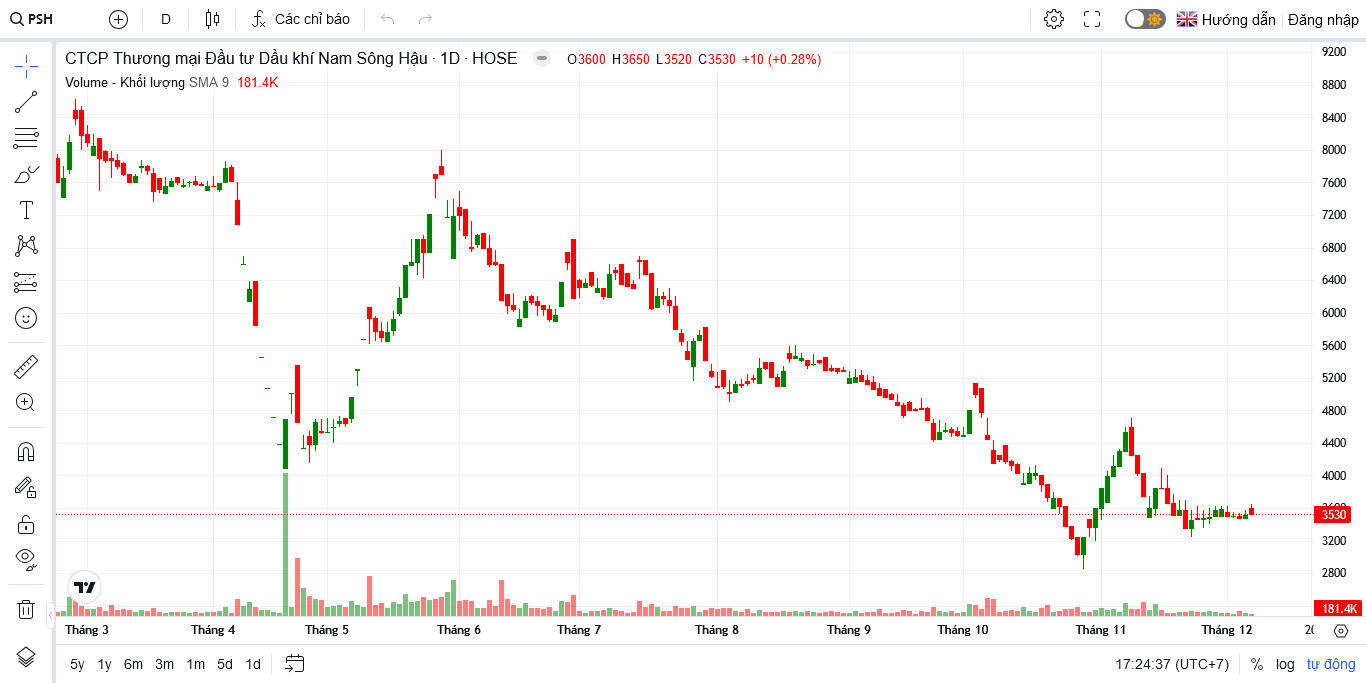 PSH D Các chỉ báo Hướng dẫn Đăng nhập
CTCP Thương mại Đầu tư Dầu khí Nam Sông Hậu · 1D · HOSE O3600 H3650 L3520 C3530 +10 (+0.28%)
Volume - Khối lượng SMA 9 181.4K
9200
8800
8400
8000
7600
7200
6800
6400
6000
5600
5200
4800
4400
4000
3530
3200
2800
181.4K
Tháng 3 Tháng 4 Tháng 5 Tháng 6 Tháng 7 Tháng 8 Tháng 9 Tháng 10 Tháng 11 Tháng 12
5y 1y 6m 3m 1m 5d 1d 17:24:37 (UTC+7) % log tự động